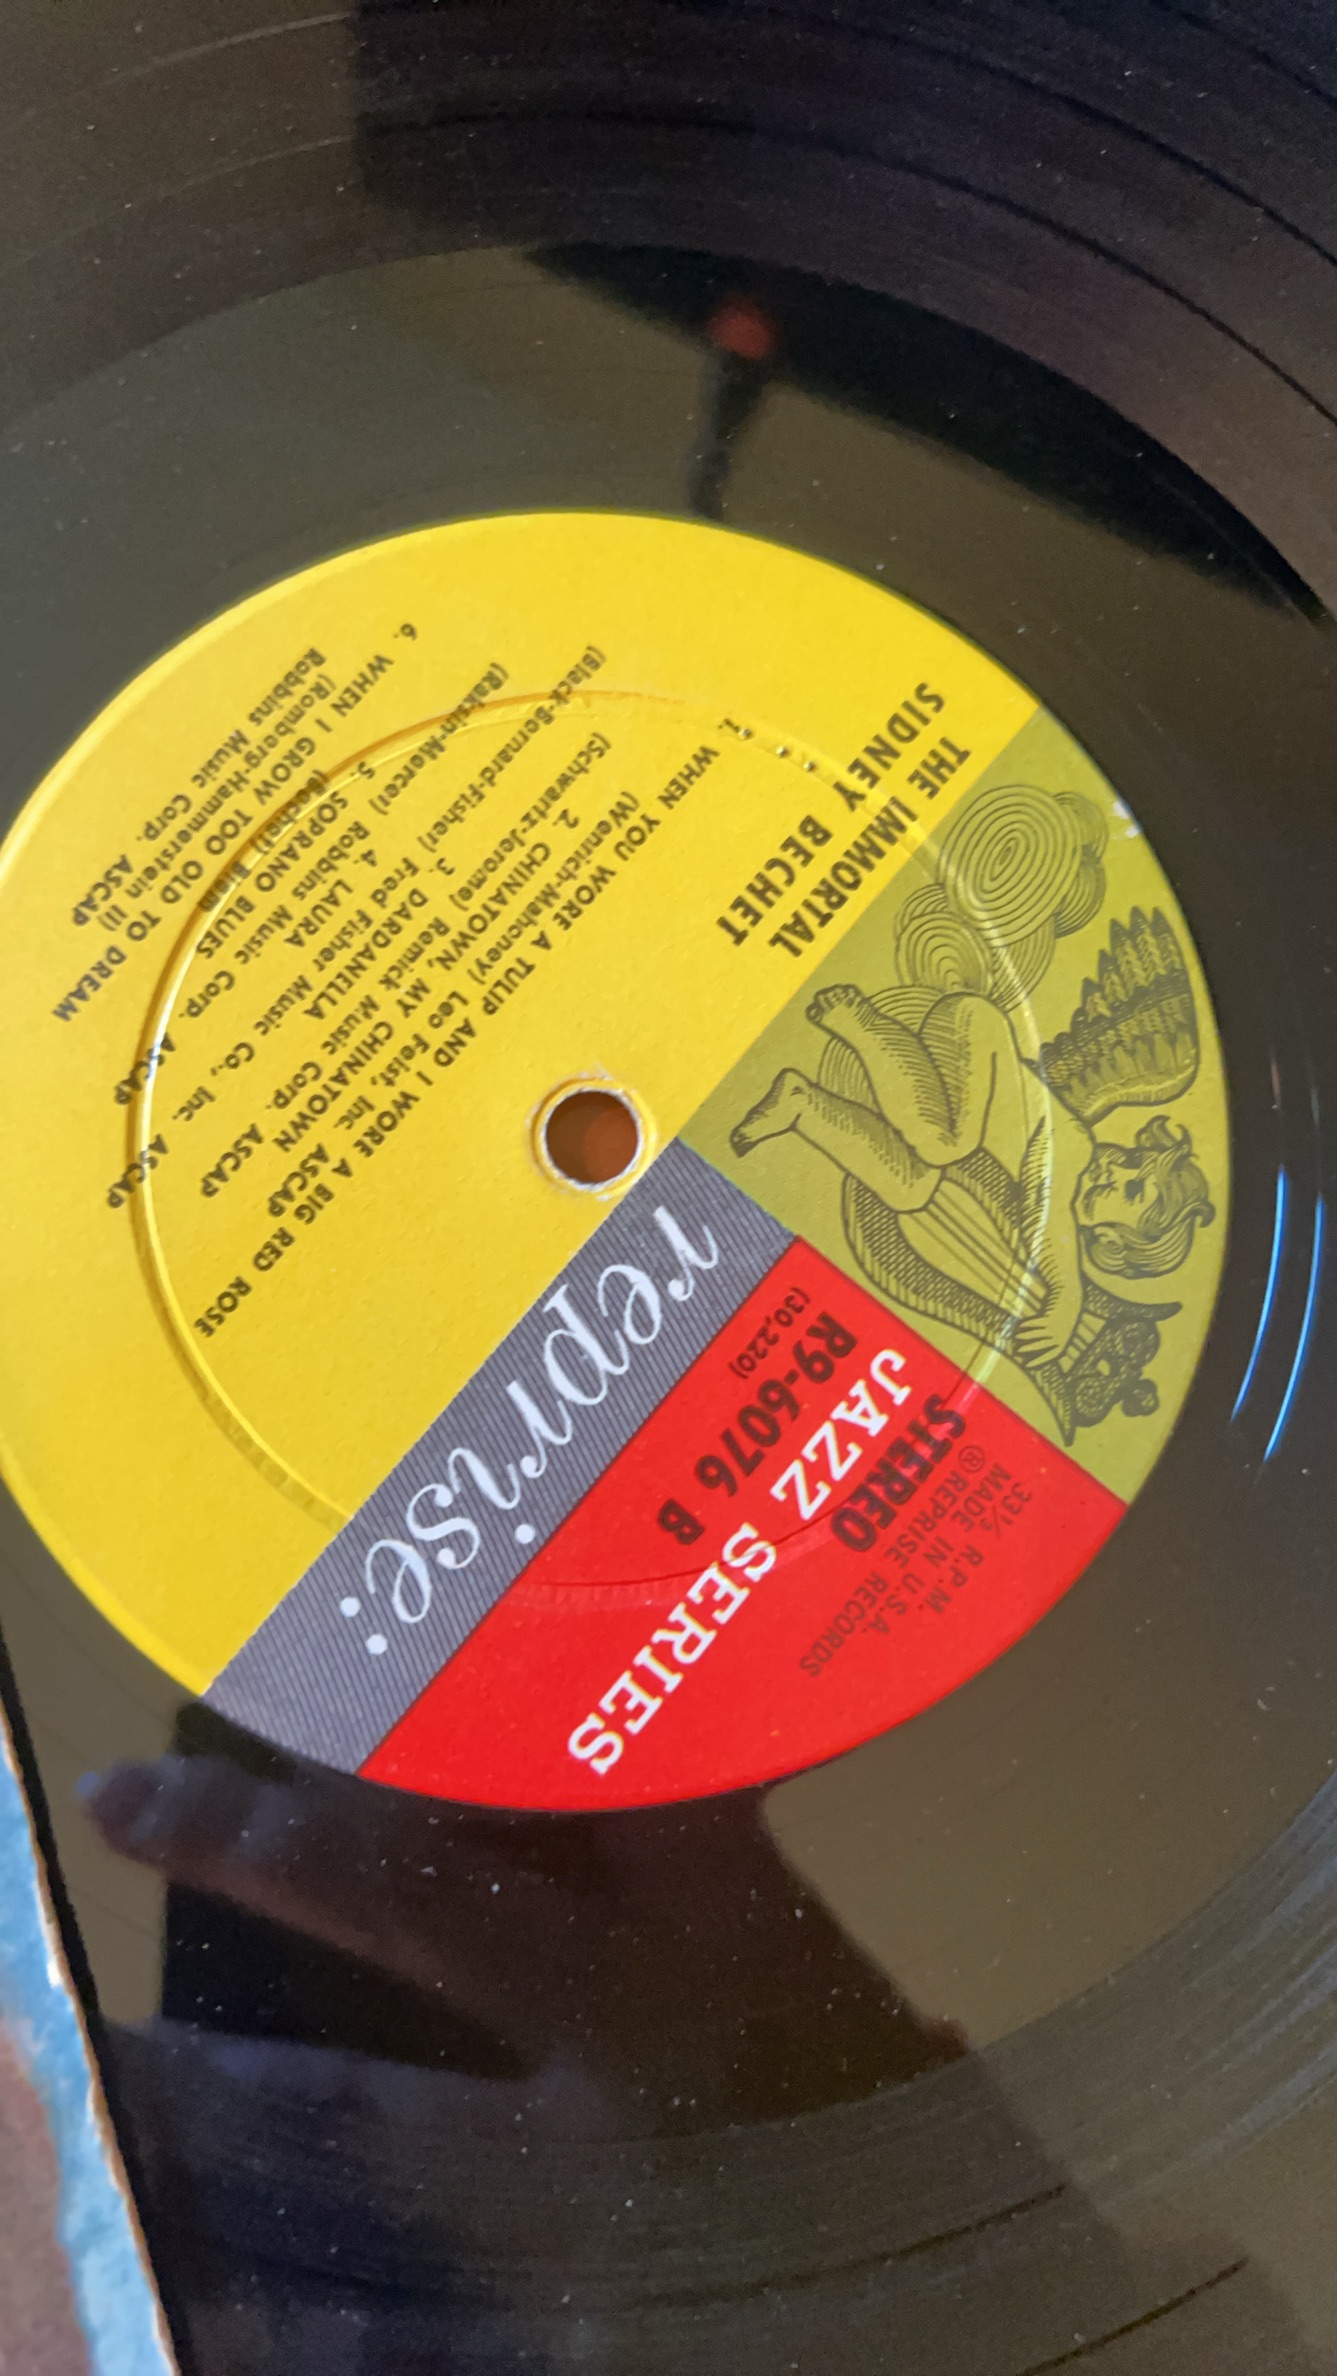 THE IMMORTAL
SIDNEY BECHET
1. WHEN YOU WORE A TULIP AND I WORE A BIG RED ROSE
(Wenrich-Mahoney) Leo Feist, Inc. ASCAP
2. CHINATOWN, MY CHINATOWN
(Schwartz-Jerome) Remick Music Corp. ASCAP
3. DARDANELLA
(Black-Bernard-Fisher) Fred Fisher Music Co., Inc. ASCAP
4. LAURA
(Raksin-Mercer) Robbins Music Corp. ASCAP
5. SOPRANO BLUES
6. WHEN I GROW TOO OLD TO DREAM
(Romberg-Hammerstein II)
Robbins Music Corp. ASCAP
reprise:
(30,220)
R9-6076 B
JAZZ SERIES
STEREO
® REPRISE RECORDS
MADE IN U.S.A.
33⅓ R.P.M.